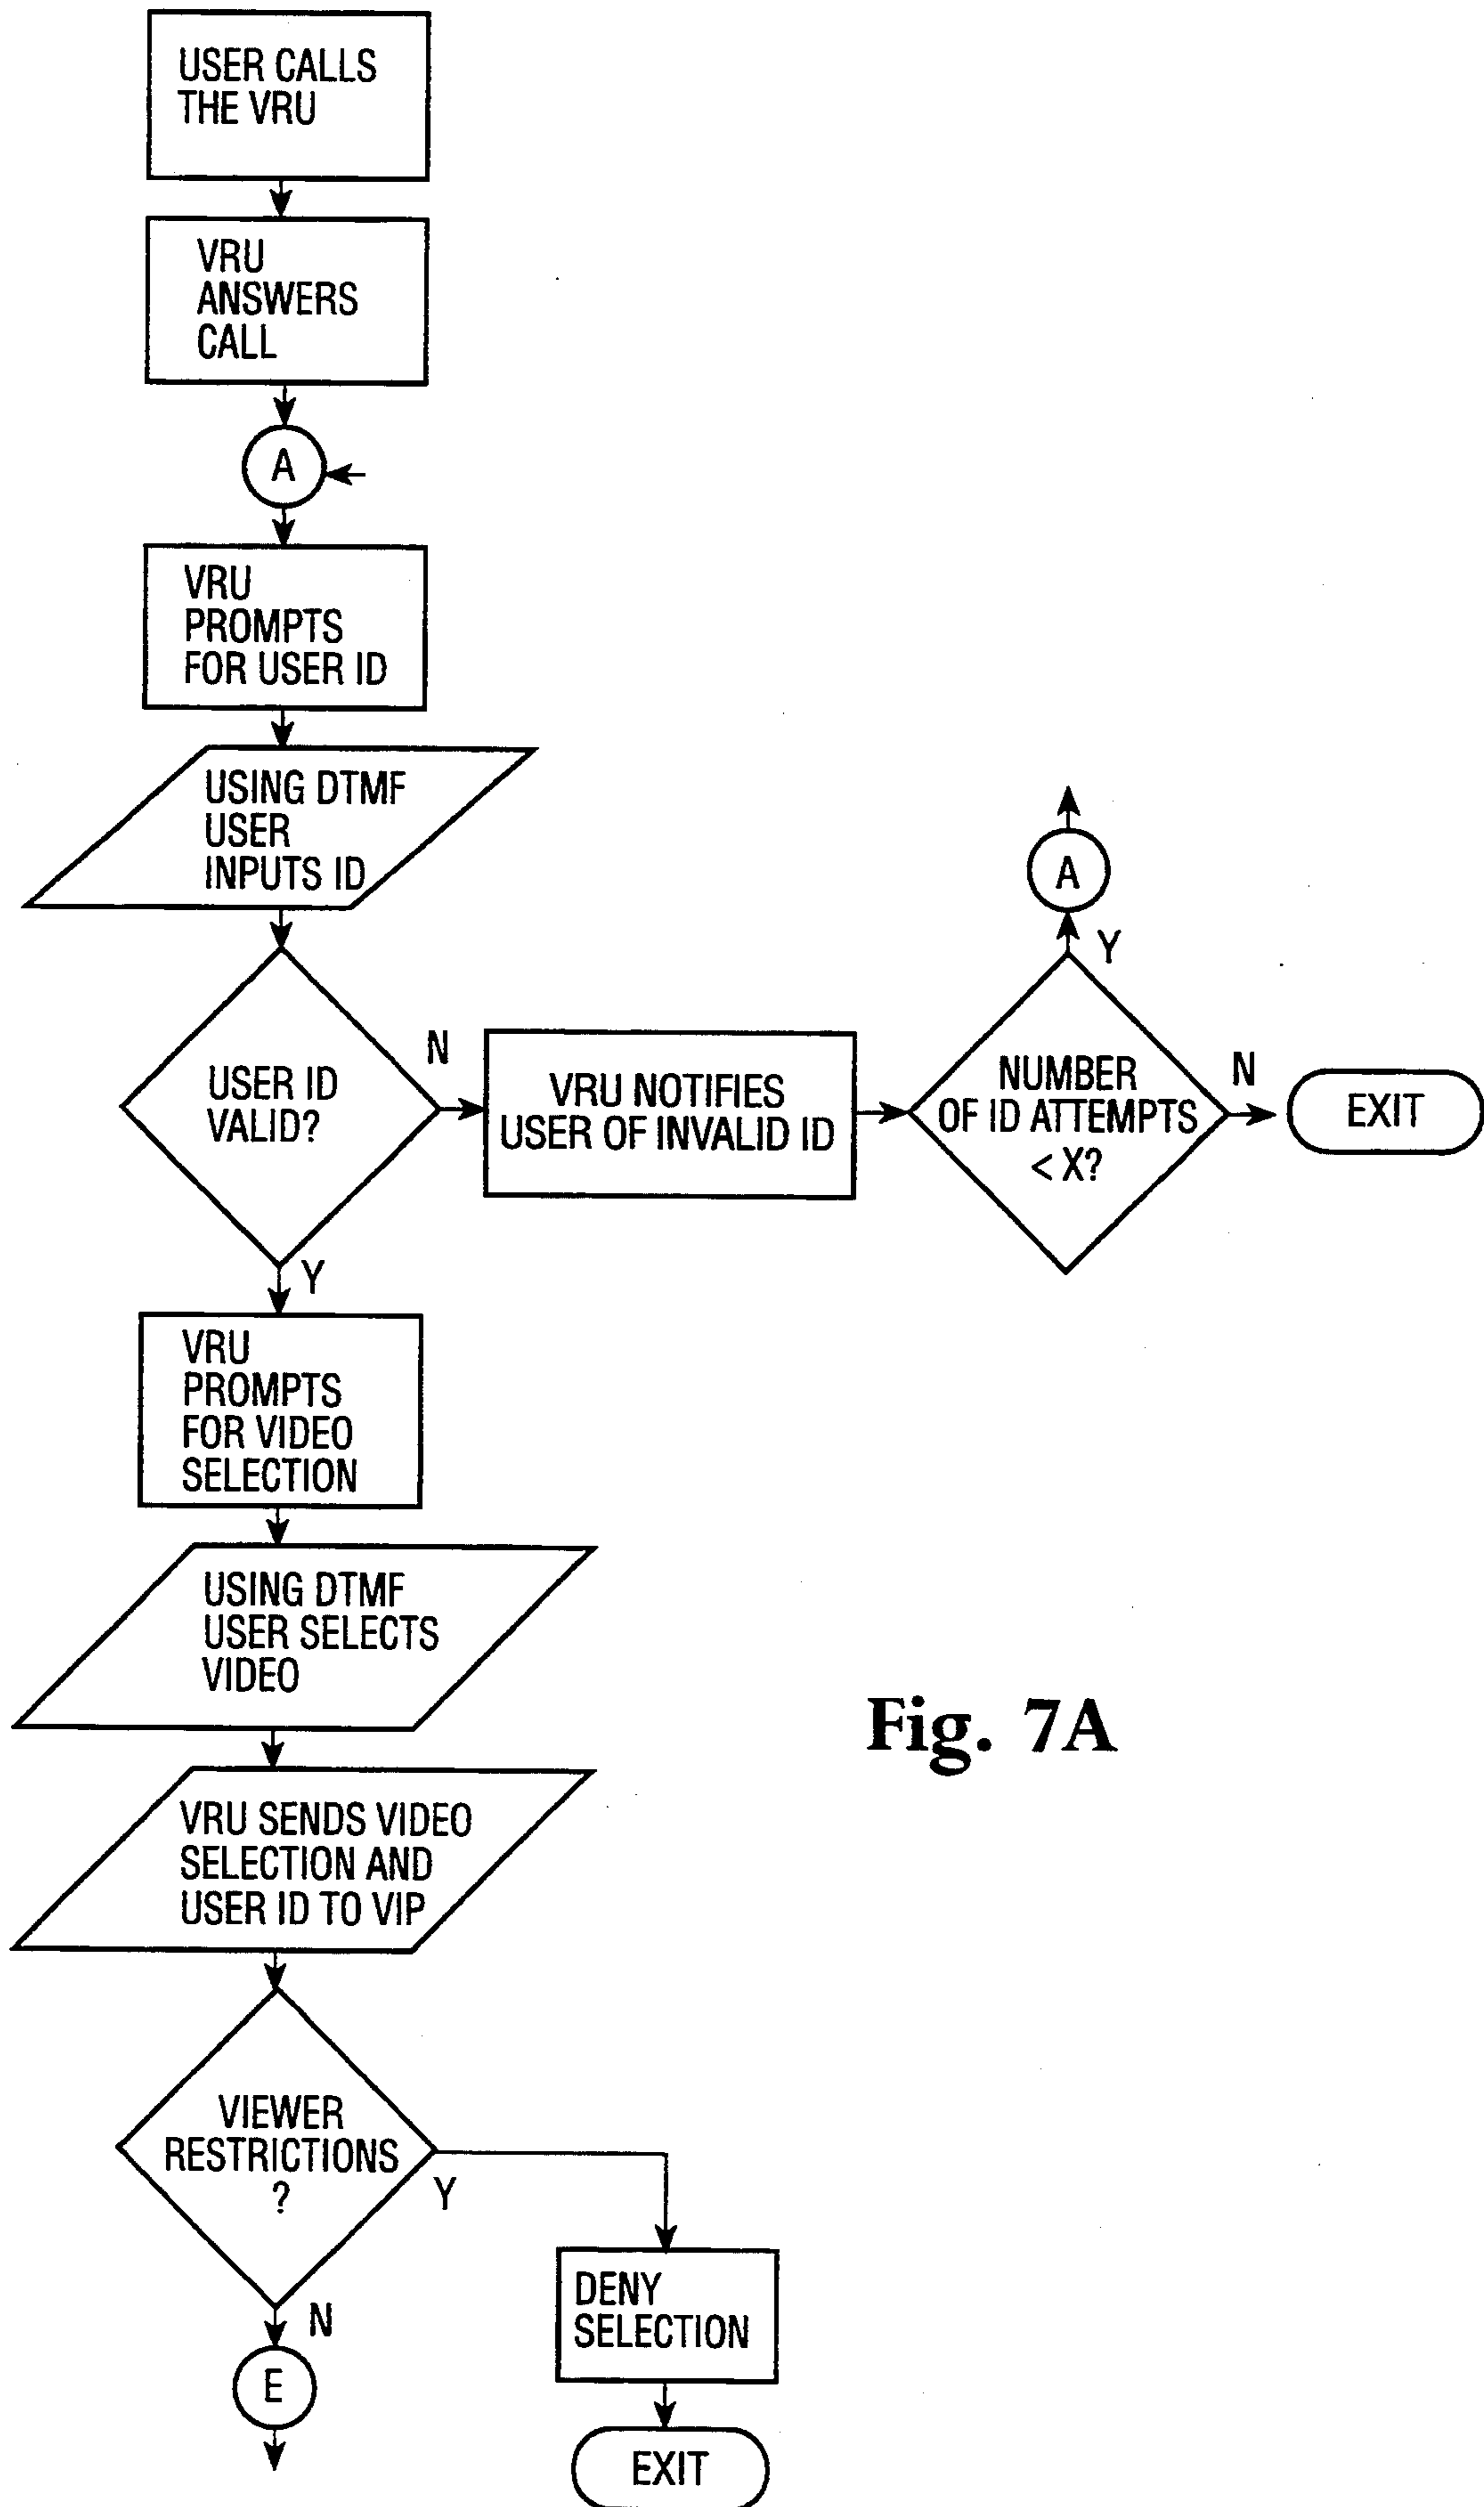 USER CALLS
THE VRU
VRU
ANSWERS
CALL
A
VRU
PROMPTS
FOR USER ID
USING DTMF
USER
INPUTS ID
USER ID
VALID?
N
VRU NOTIFIES
USER OF INVALID ID
NUMBER
OF ID ATTEMPTS
< X?
Y
A
N
EXIT
Y
VRU
PROMPTS
FOR VIDEO
SELECTION
USING DTMF
USER SELECTS
VIDEO
VRU SENDS VIDEO
SELECTION AND
USER ID TO VIP
VIEWER
RESTRICTIONS
?
Y
DENY
SELECTION
EXIT
N
E
Fig. 7A